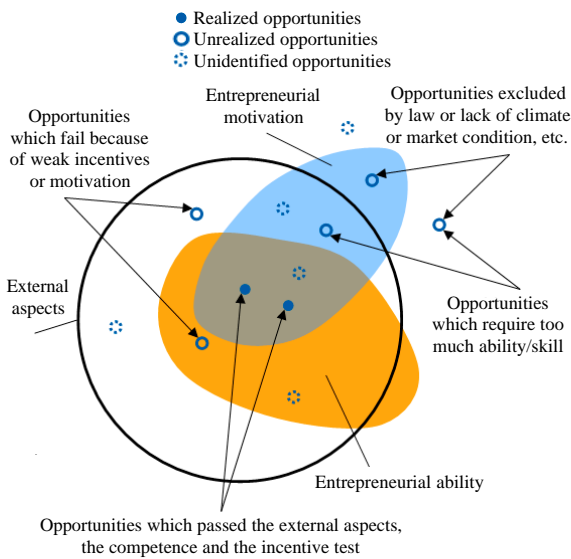 Realized opportunities
Unrealized opportunities
Unidentified opportunities
Opportunities
which fail because
of weak incentives
or motivation
Entrepreneurial
motivation
Opportunities excluded
by law or lack of climate
or market condition, etc.
External
aspects
Opportunities
which require too
much ability/skill
Entrepreneurial ability
Opportunities which passed the external aspects,
the competence and the incentive test